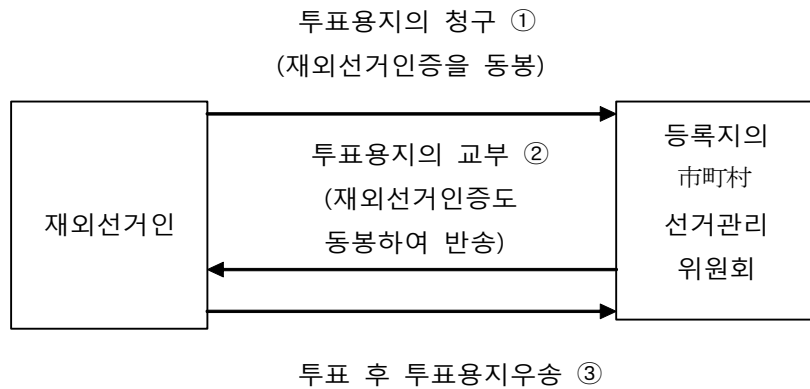 투표용지의 청구 ①
(재외선거인증을 동봉)
재외선거인
투표용지의 교부 ②
(재외선거인증도
동봉하여 반송)
등록지의
市町村
선거관리
위원회
투표 후 투표용지우송 ③